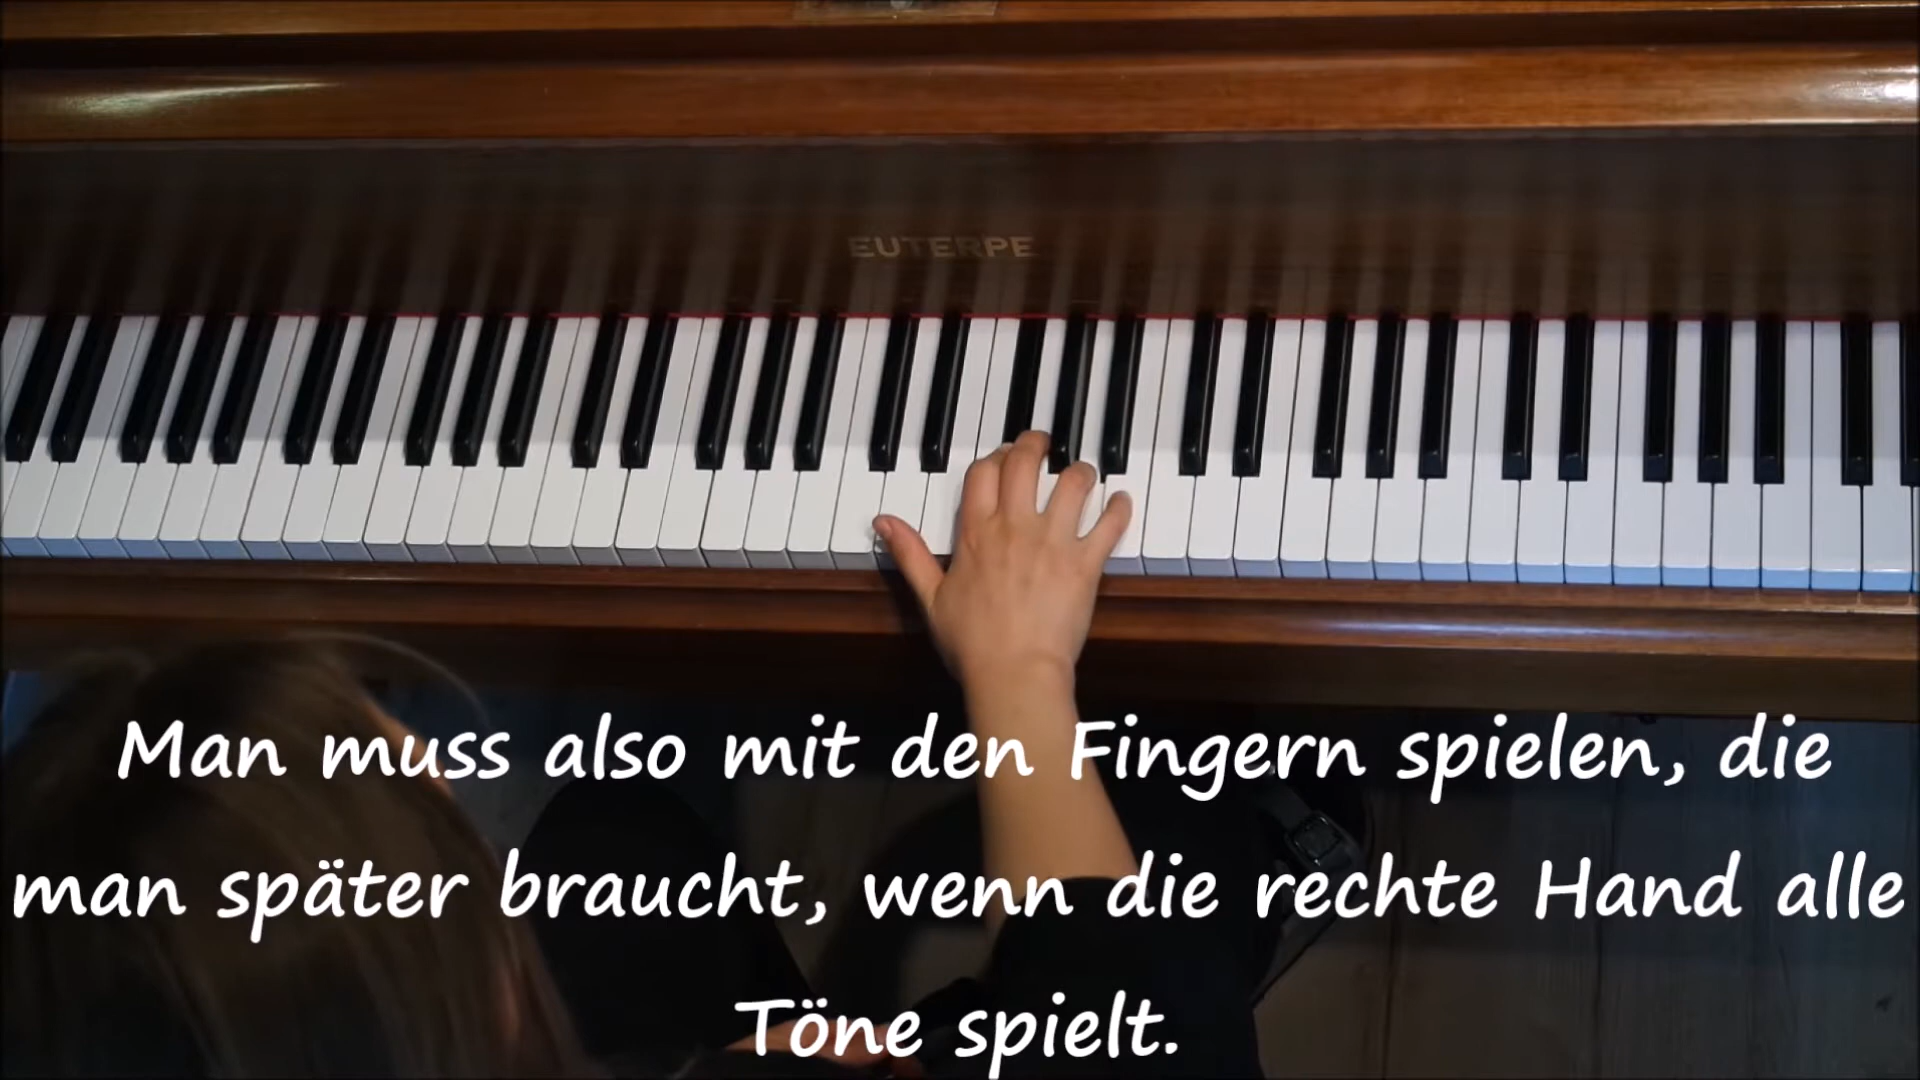 EUTERPE
Man muss also mit den Fingern spielen, die
man später braucht, wenn die rechte Hand alle
Töne spielt.